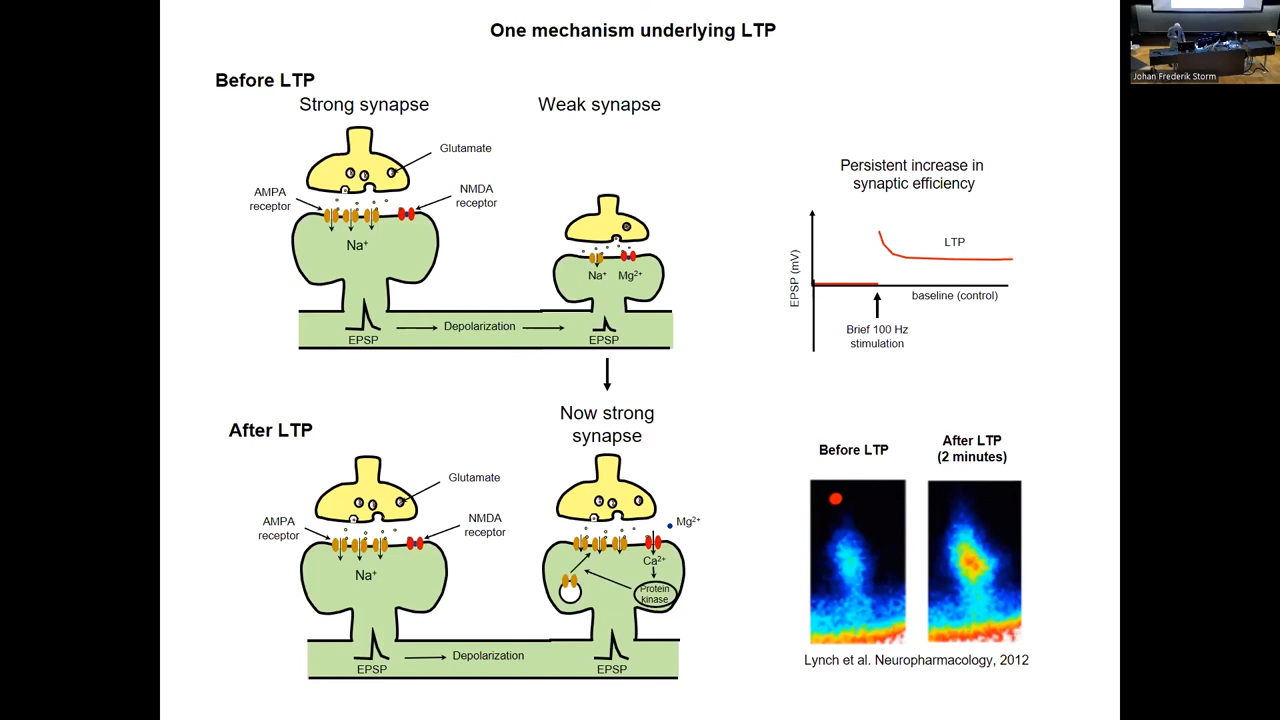 One mechanism underlying LTP
Before LTP
Strong synapse
Weak synapse
Glutamate
AMPA
receptor
NMDA
receptor
Na⁺
Na⁺
Mg²⁺
Depolarization
EPSP
EPSP
Persistent increase in
synaptic efficiency
EPSP (mV)
LTP
baseline (control)
Brief 100 Hz
stimulation
After LTP
Now strong
synapse
Glutamate
AMPA
receptor
NMDA
receptor
Na⁺
Mg²⁺
Ca²⁺
Protein
kinase
Depolarization
EPSP
EPSP
Before LTP
After LTP
(2 minutes)
Lynch et al. Neuropharmacology, 2012
Johan Frederik Storm